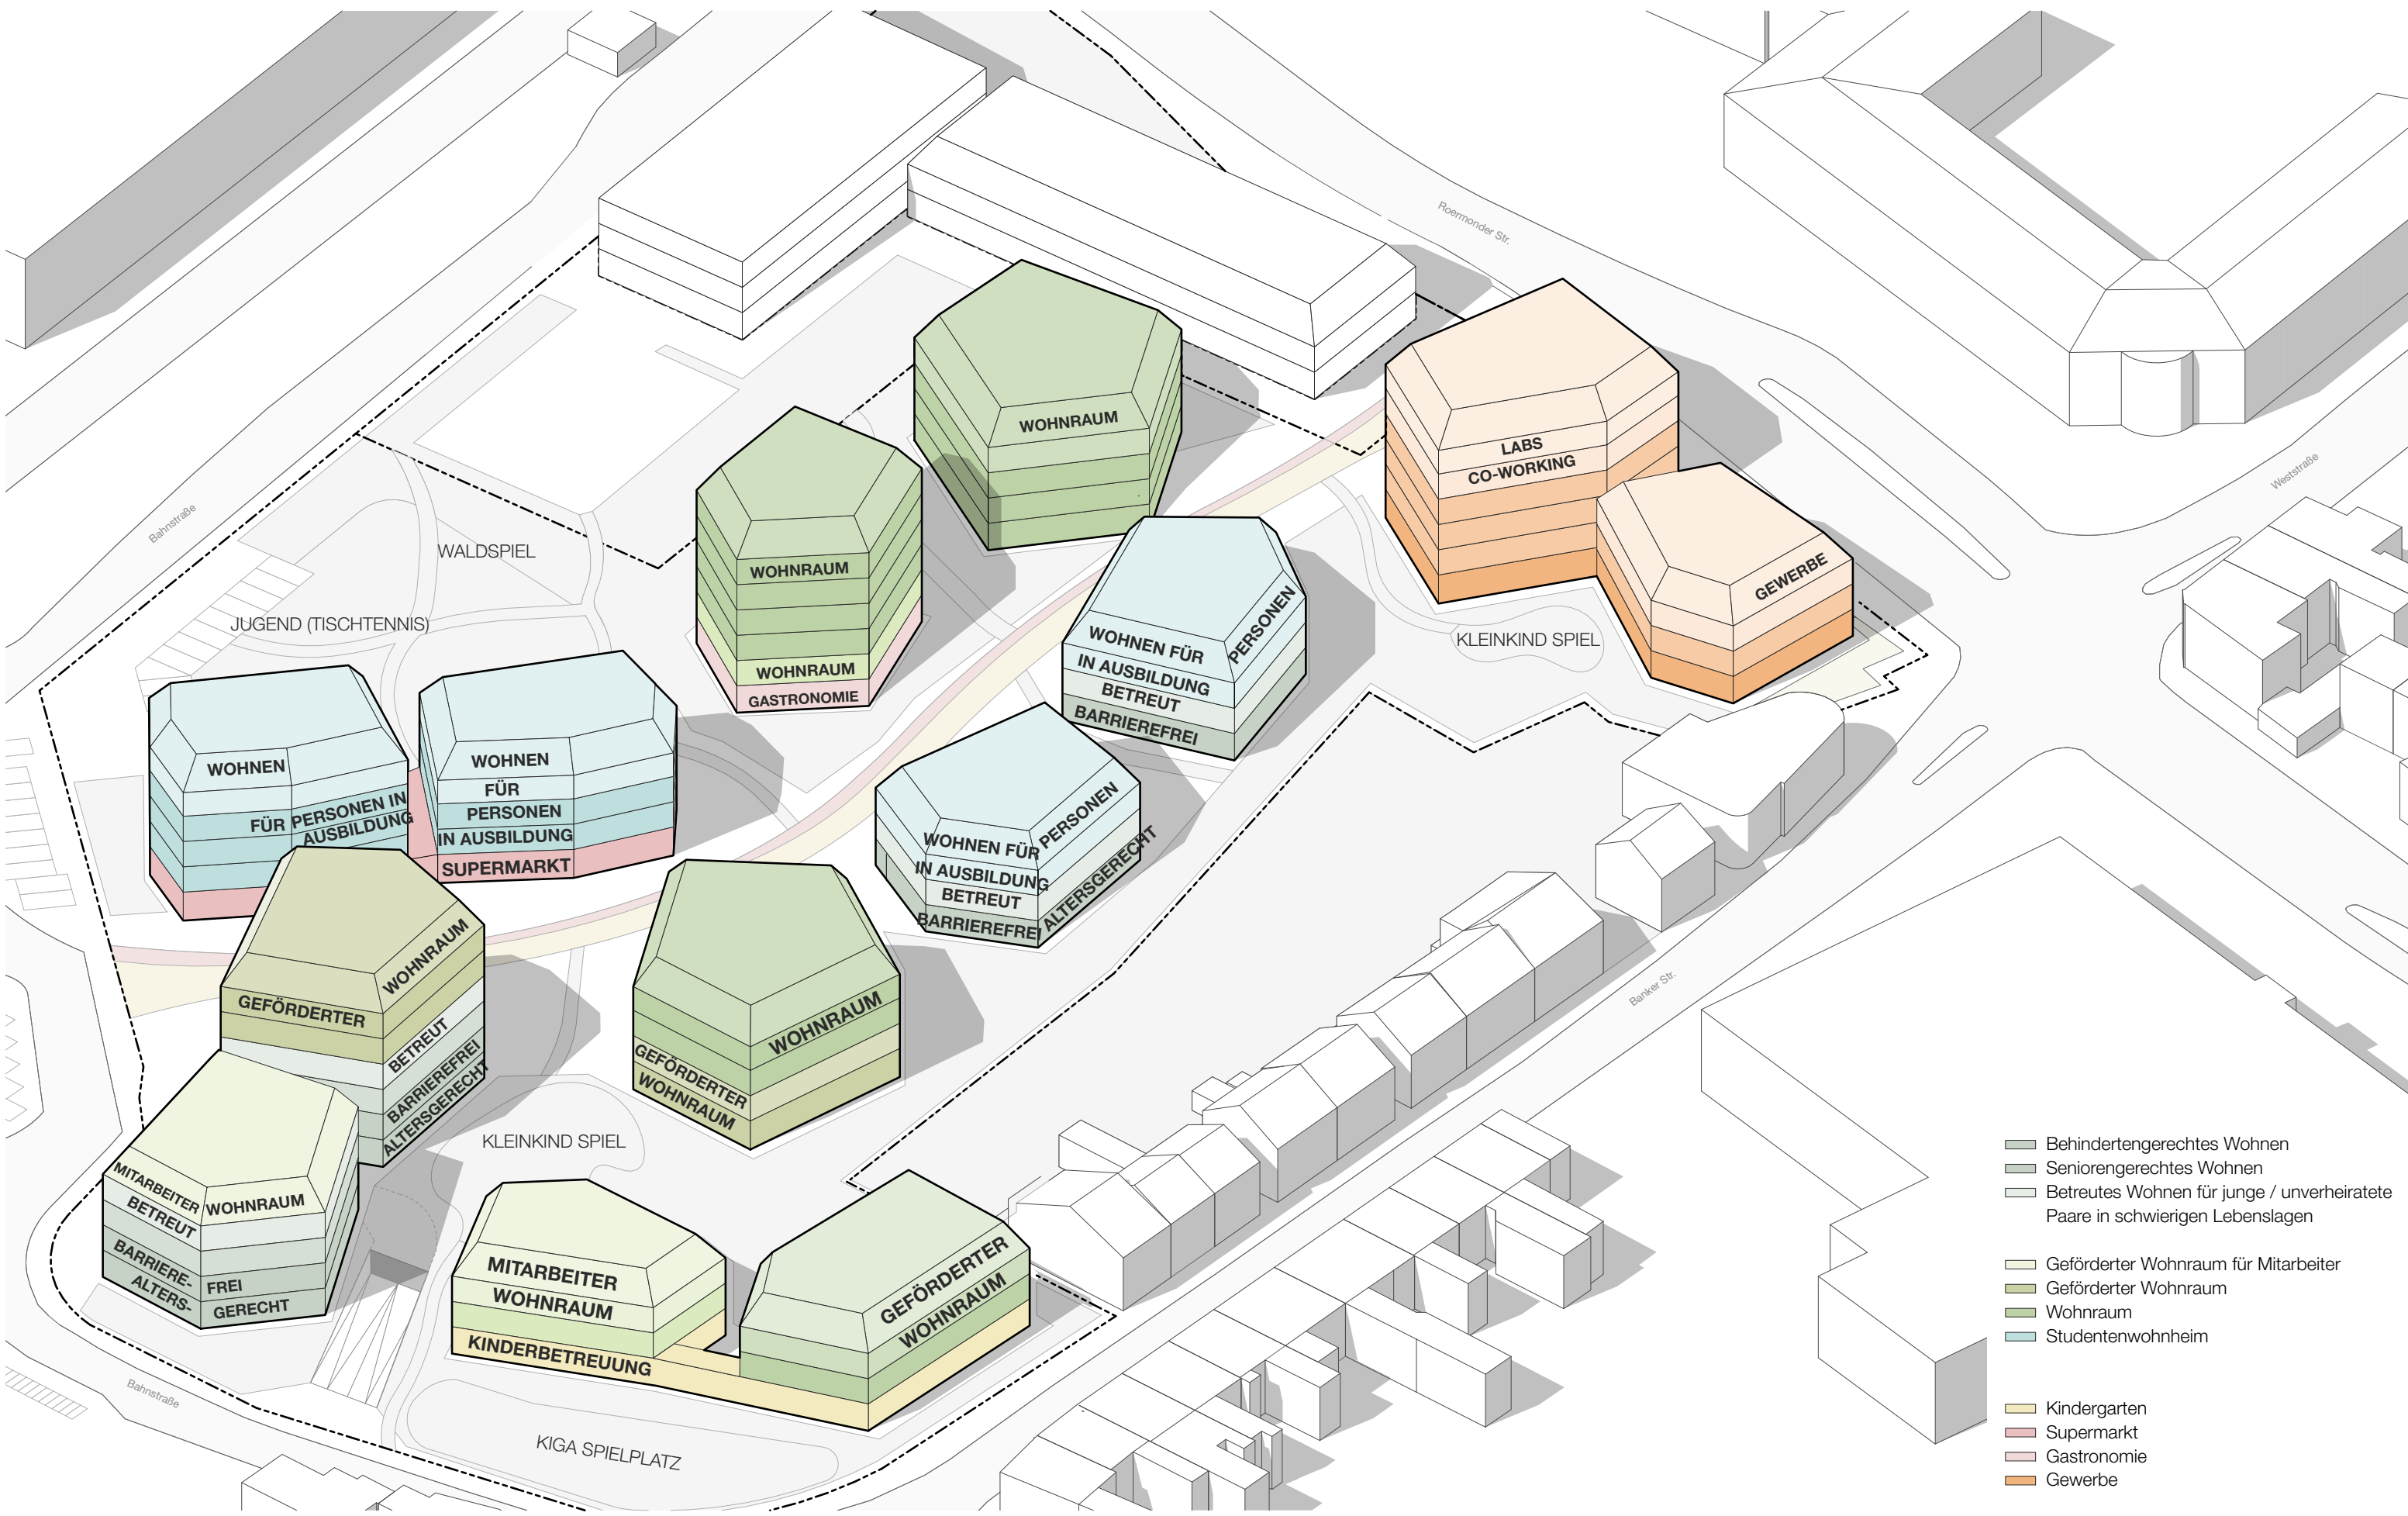 Roermonder Str.
Weststraße
Bahnstraße
WOHNRAUM
LABS
CO-WORKING
GEWERBE
WALDSPIEL
JUGEND (TISCHTENNIS)
WOHNRAUM
WOHNRAUM
GASTRONOMIE
WOHNEN FÜR
PERSONEN
IN AUSBILDUNG
BETREUT
BARRIEREFREI
KLEINKIND SPIEL
WOHNEN
FÜR PERSONEN IN
AUSBILDUNG
WOHNEN
FÜR
PERSONEN
IN AUSBILDUNG
SUPERMARKT
WOHNEN FÜR
PERSONEN
IN AUSBILDUNG
BETREUT
BARRIEREFREI
ALTERSGERECHT
GEFÖRDERTER
WOHNRAUM
BETREUT
BARRIEREFREI
ALTERSGERECHT
WOHNRAUM
GEFÖRDERTER
WOHNRAUM
Banker Str.
KLEINKIND SPIEL
MITARBEITER
WOHNRAUM
BETREUT
BARRIERE-
FREI
ALTERS-
GERECHT
MITARBEITER
WOHNRAUM
KINDERBETREUUNG
GEFÖRDERTER
WOHNRAUM
KIGA SPIELPLATZ
Bahnstraße
Behindertengerechtes Wohnen
Seniorengerechtes Wohnen
Betreutes Wohnen für junge / unverheiratete
Paare in schwierigen Lebenslagen
Geförderter Wohnraum für Mitarbeiter
Geförderter Wohnraum
Wohnraum
Studentenwohnheim
Kindergarten
Supermarkt
Gastronomie
Gewerbe